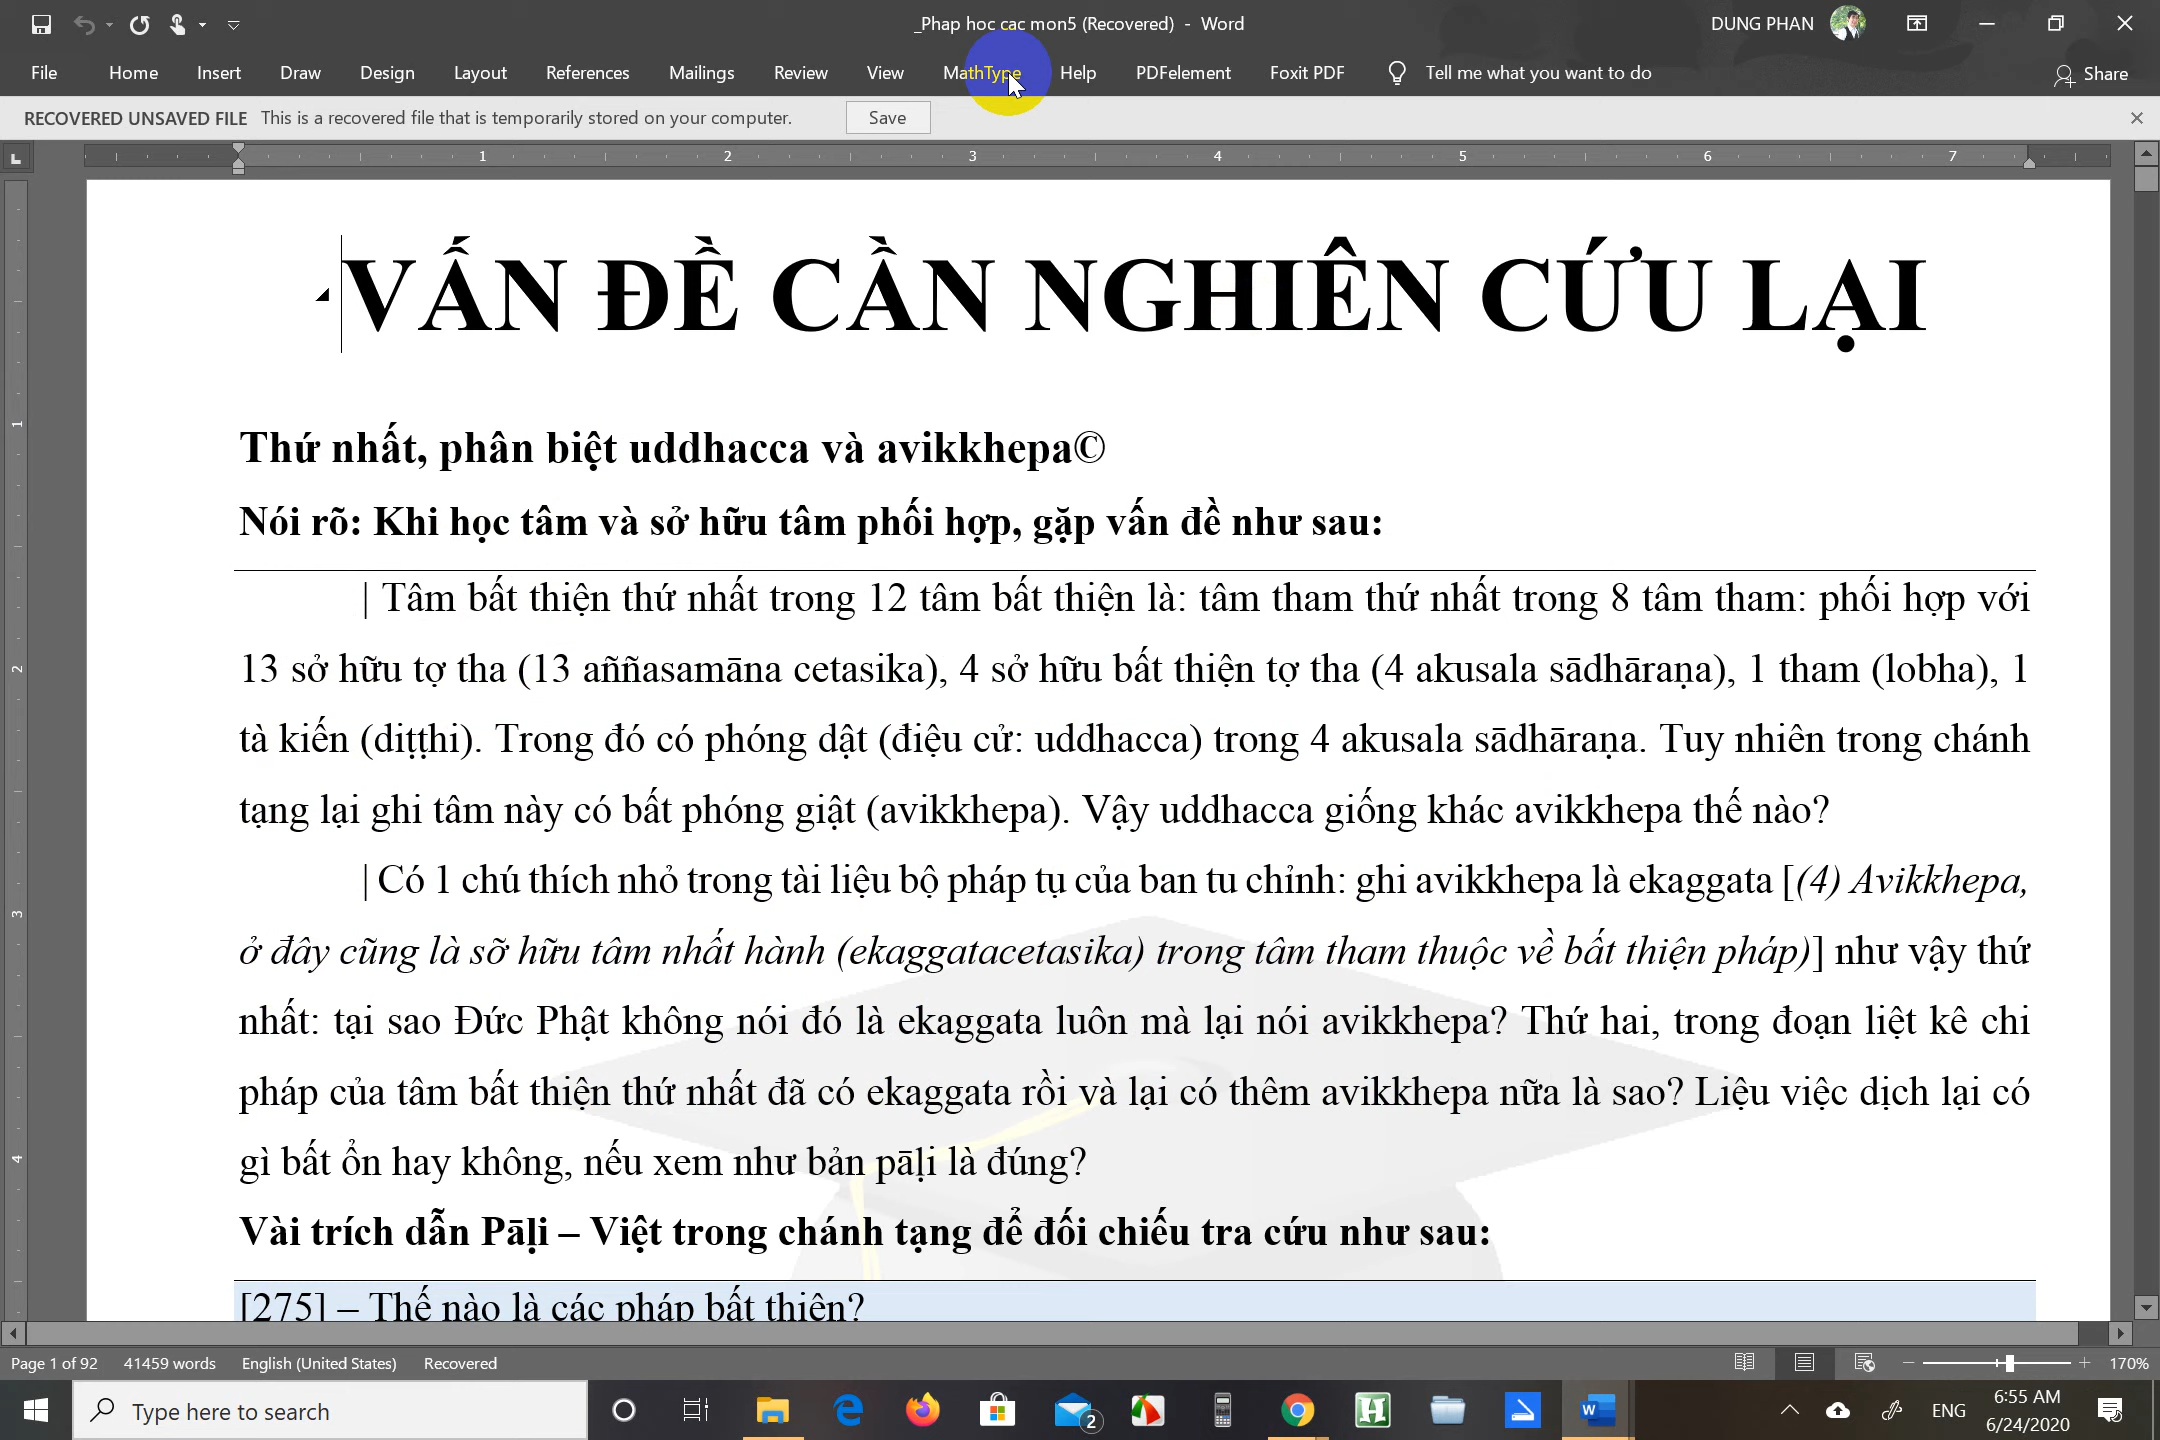 _Phap hoc cac mon5 (Recovered) - Word
DUNG PHAN
File Home Insert Draw Design Layout References Mailings Review View MathType Help PDFelement Foxit PDF Tell me what you want to do Share
RECOVERED UNSAVED FILE This is a recovered file that is temporarily stored on your computer. Save
1 2 3 4 5 6 7
VẤN ĐỀ CẦN NGHIÊN CỨU LẠI
Thứ nhất, phân biệt uddhacca và avikkhepa©
Nói rõ: Khi học tâm và sở hữu tâm phối hợp, gặp vấn đề như sau:
| Tâm bất thiện thứ nhất trong 12 tâm bất thiện là: tâm tham thứ nhất trong 8 tâm tham: phối hợp với
13 sở hữu tợ tha (13 aññasamāna cetasika), 4 sở hữu bất thiện tợ tha (4 akusala sādhāraṇa), 1 tham (lobha), 1
tà kiến (diṭṭhi). Trong đó có phóng dật (điệu cử: uddhacca) trong 4 akusala sādhāraṇa. Tuy nhiên trong chánh
tạng lại ghi tâm này có bất phóng giật (avikkhepa). Vậy uddhacca giống khác avikkhepa thế nào?
| Có 1 chú thích nhỏ trong tài liệu bộ pháp tụ của ban tu chỉnh: ghi avikkhepa là ekaggata [(4) Avikkhepa,
ở đây cũng là sỡ hữu tâm nhất hành (ekaggatacetasika) trong tâm tham thuộc về bất thiện pháp)] như vậy thứ
nhất: tại sao Đức Phật không nói đó là ekaggata luôn mà lại nói avikkhepa? Thứ hai, trong đoạn liệt kê chi
pháp của tâm bất thiện thứ nhất đã có ekaggata rồi và lại có thêm avikkhepa nữa là sao? Liệu việc dịch lại có
gì bất ổn hay không, nếu xem như bản pāḷi là đúng?
Vài trích dẫn Pāḷi – Việt trong chánh tạng để đối chiếu tra cứu như sau:
[275] – Thế nào là các pháp bất thiện?
1
2
3
4
Page 1 of 92 41459 words English (United States) Recovered 170%
Type here to search
2
ENG
6:55 AM
6/24/2020